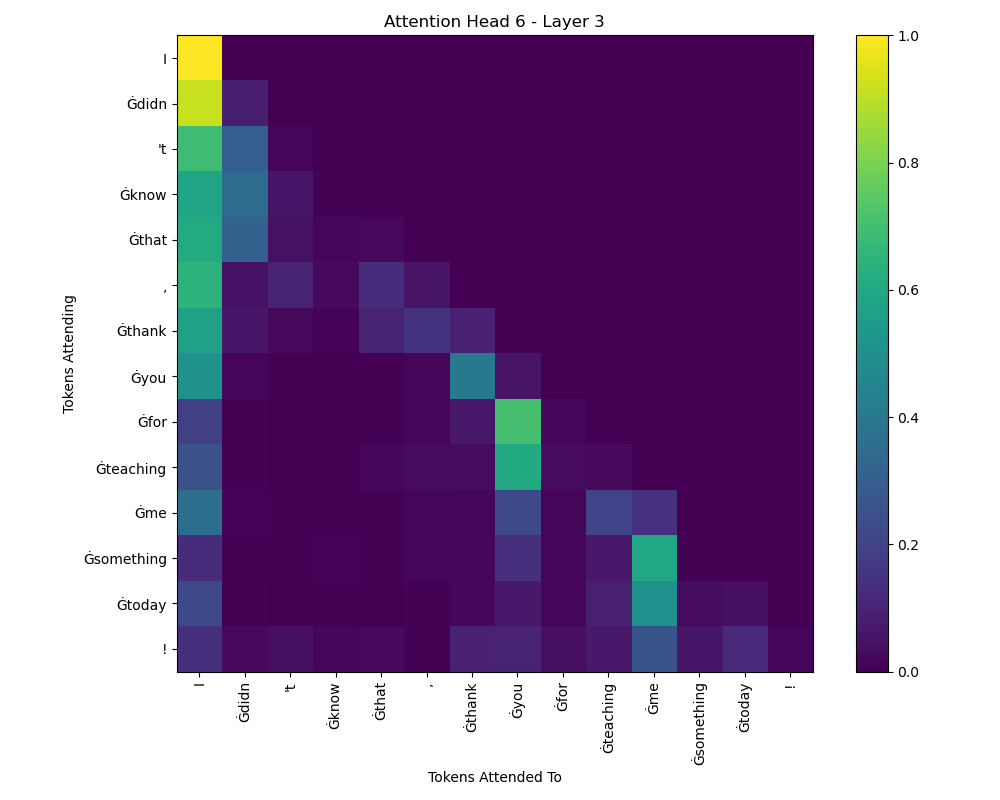 Attention Head 6 - Layer 3
Tokens Attending
I
Ġdidn
't
Ġknow
Ġthat
,
Ġthank
Ġyou
Ġfor
Ġteaching
Ġme
Ġsomething
Ġtoday
!
I
Ġdidn
't
Ġknow
Ġthat
,
Ġthank
Ġyou
Ġfor
Ġteaching
Ġme
Ġsomething
Ġtoday
!
Tokens Attended To
1.0
0.8
0.6
0.4
0.2
0.0